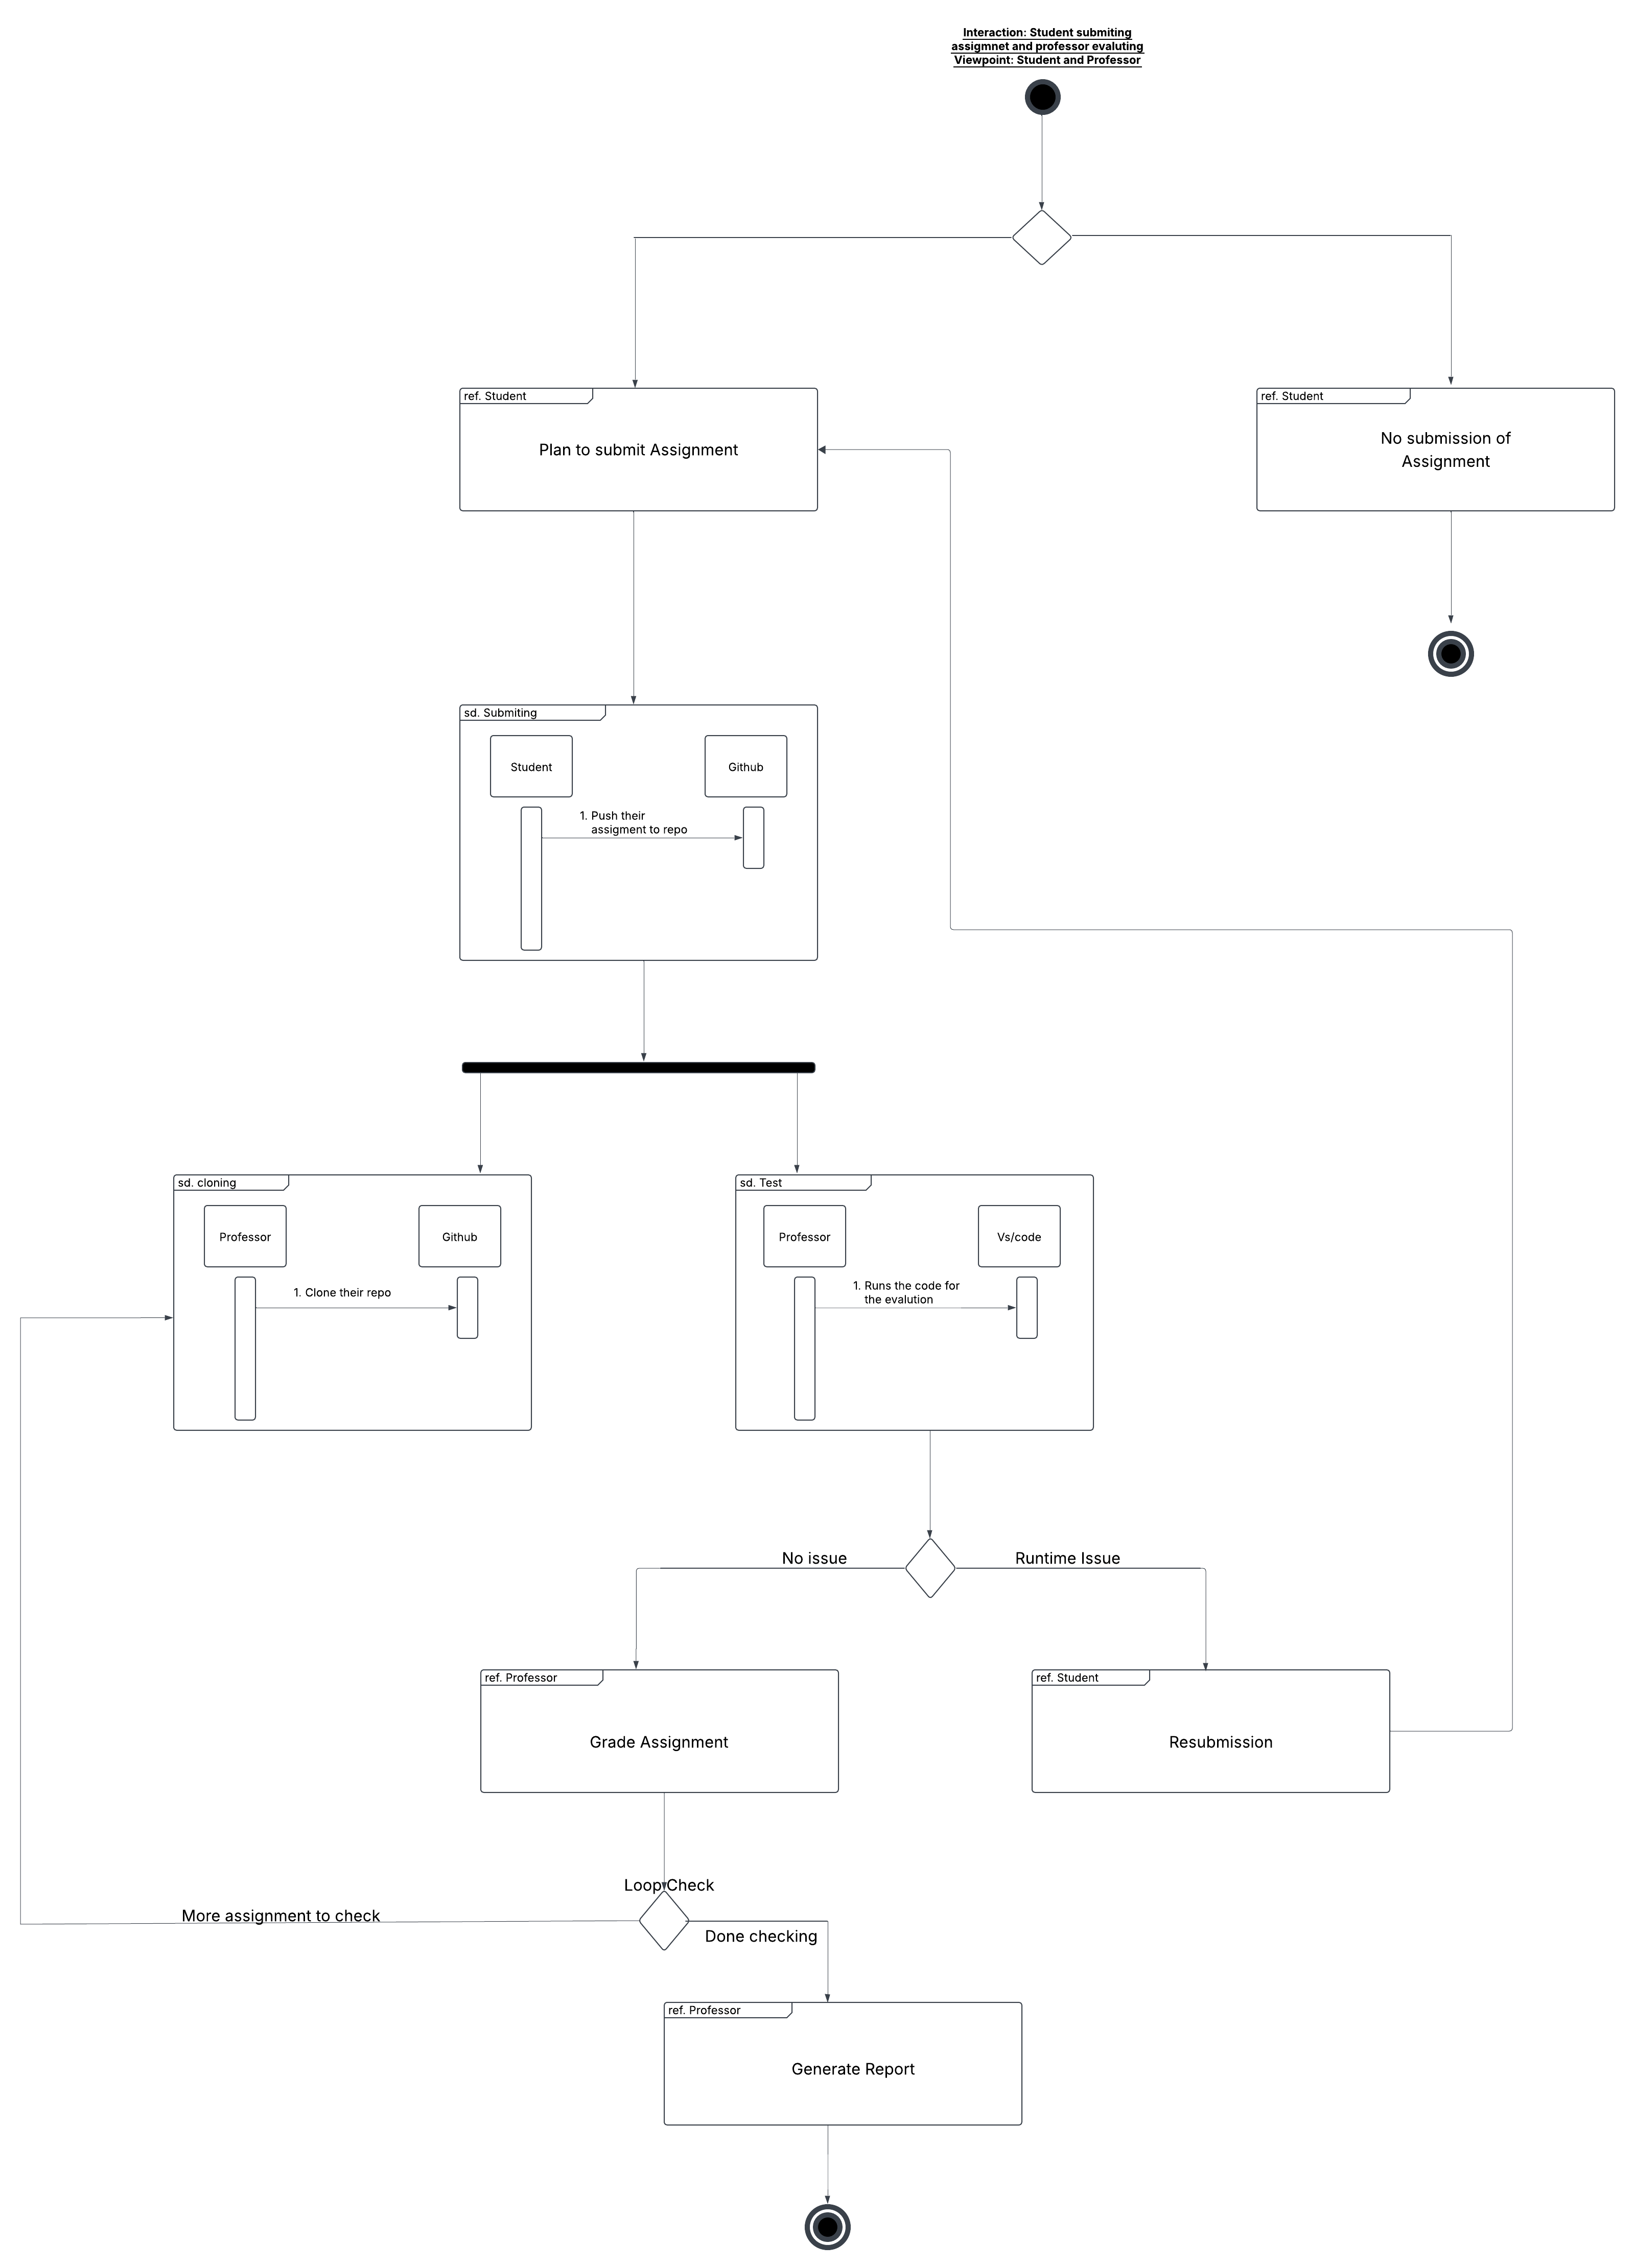 Interaction: Student submiting
assigmnet and professor evaluting
Viewpoint: Student and Professor
ref. Student
Plan to submit Assignment
ref. Student
No submission of
Assignment
sd. Submiting
Student
Github
1. Push their
assigment to repo
sd. cloning
Professor
Github
1. Clone their repo
sd. Test
Professor
Vs/code
1. Runs the code for
the evalution
No issue
Runtime Issue
ref. Professor
Grade Assignment
ref. Student
Resubmission
Loop Check
More assignment to check
Done checking
ref. Professor
Generate Report